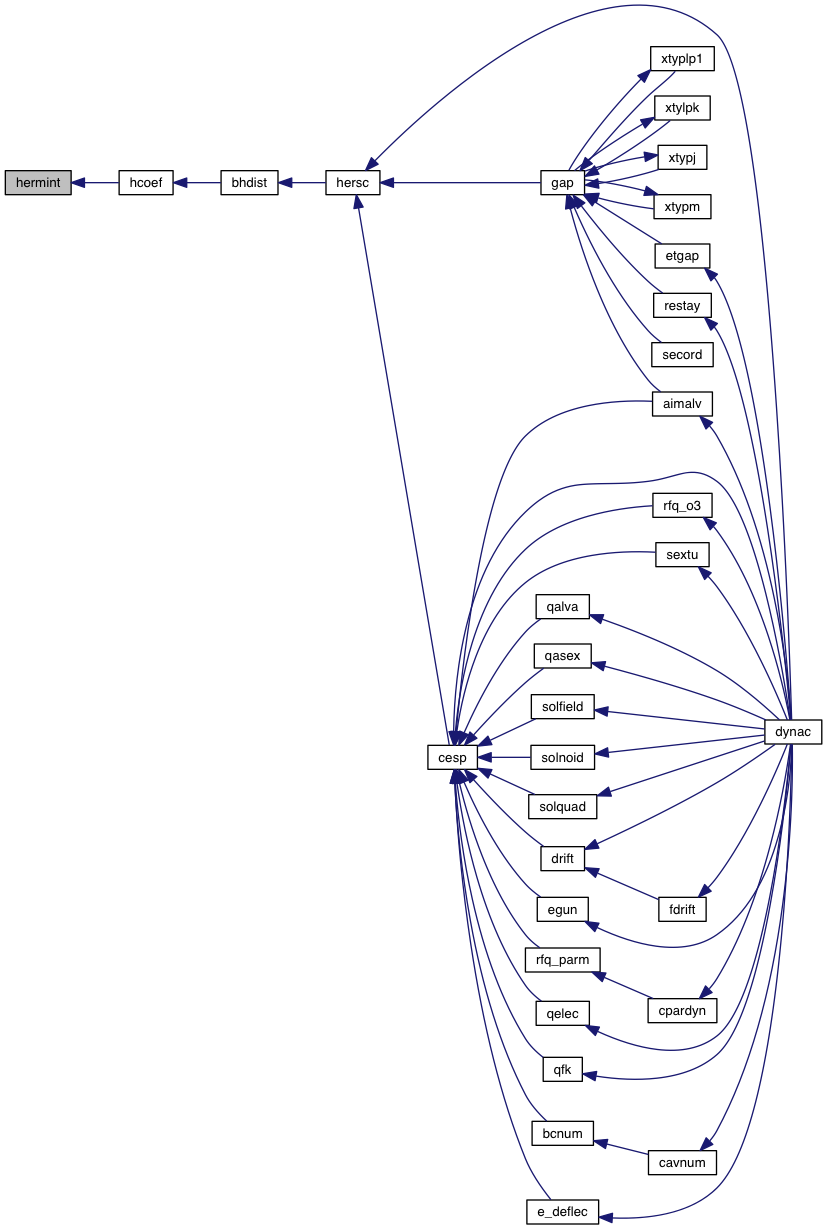 xtyplp1
xtylpk
xtypj
hermint
hcoef
bhdist
hersc
gap
xtypm
etgap
restay
secord
aimalv
rfq_o3
sextu
qalva
qasex
solfield
dynac
cesp
solnoid
solquad
drift
egun
fdrift
rfq_parm
cpardyn
qelec
qfk
bcnum
cavnum
e_deflec